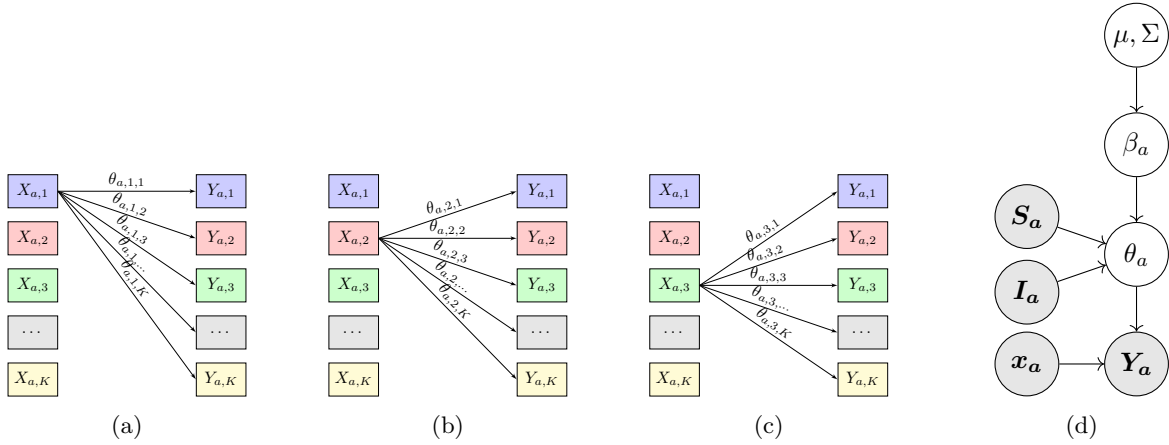 X_{a,1}
X_{a,2}
X_{a,3}
...
X_{a,K}
θ_{a,1,1}
θ_{a,1,2}
θ_{a,1,3}
θ_{a,1,...}
θ_{a,1,K}
Y_{a,1}
Y_{a,2}
Y_{a,3}
...
Y_{a,K}
(a)
X_{a,1}
X_{a,2}
X_{a,3}
...
X_{a,K}
θ_{a,2,1}
θ_{a,2,2}
θ_{a,2,3}
θ_{a,2,...}
θ_{a,2,K}
Y_{a,1}
Y_{a,2}
Y_{a,3}
...
Y_{a,K}
(b)
X_{a,1}
X_{a,2}
X_{a,3}
...
X_{a,K}
θ_{a,3,1}
θ_{a,3,2}
θ_{a,3,3}
θ_{a,3,...}
θ_{a,3,K}
Y_{a,1}
Y_{a,2}
Y_{a,3}
...
Y_{a,K}
(c)
μ, Σ
β_a
S_a
θ_a
I_a
x_a
Y_a
(d)